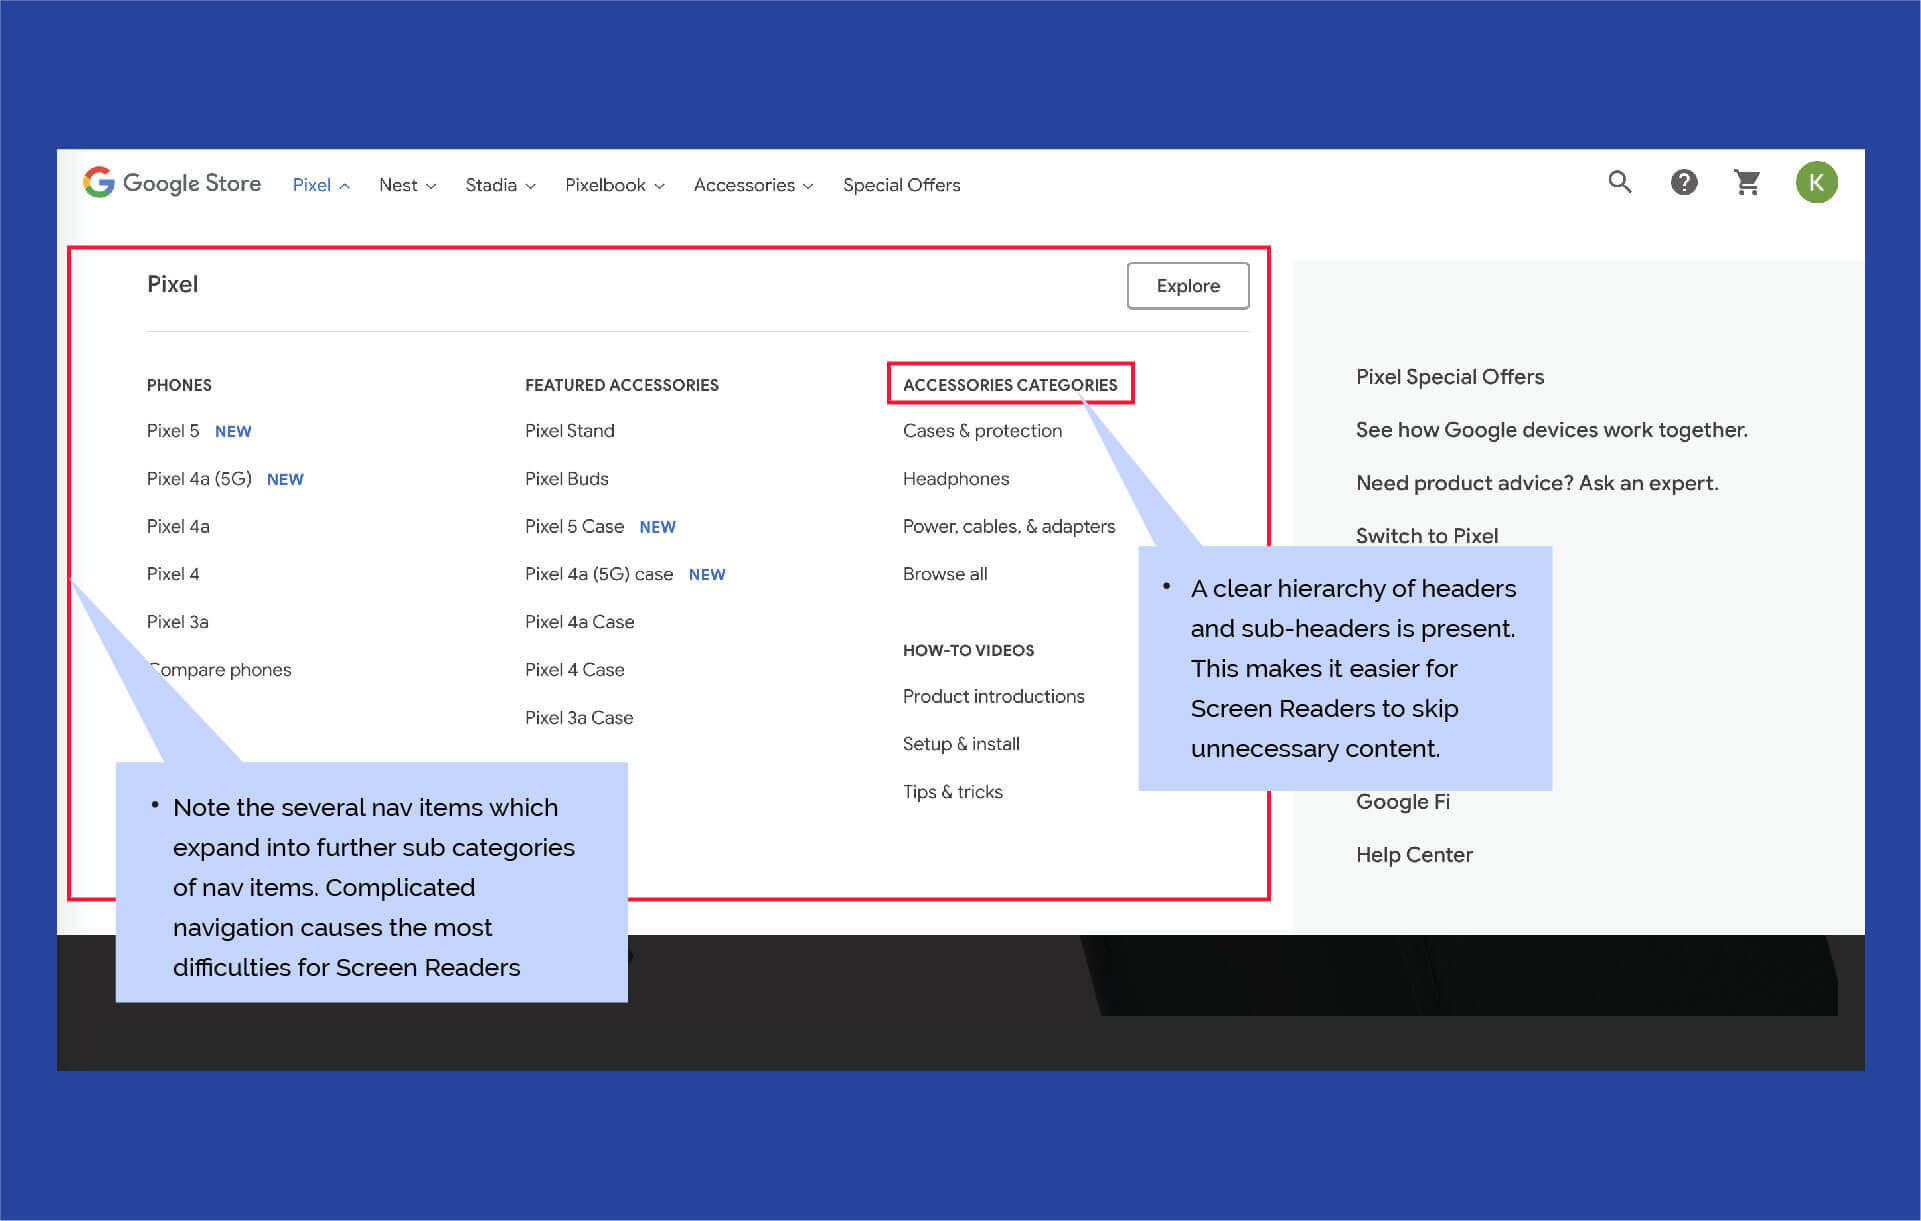 Google Store Pixel Nest Stadia Pixelbook Accessories Special Offers ? K
Pixel
Explore
PHONES
Pixel 5 NEW
Pixel 4a (5G) NEW
Pixel 4a
Pixel 4
Pixel 3a
Compare phones
FEATURED ACCESSORIES
Pixel Stand
Pixel Buds
Pixel 5 Case NEW
Pixel 4a (5G) case NEW
Pixel 4a Case
Pixel 4 Case
Pixel 3a Case
ACCESSORIES CATEGORIES
Cases & protection
Headphones
Power, cables, & adapters
Browse all
HOW-TO VIDEOS
Product introductions
Setup & install
Tips & tricks
Pixel Special Offers
See how Google devices work together.
Need product advice? Ask an expert.
Switch to Pixel
Google Fi
Help Center
• A clear hierarchy of headers
and sub-headers is present.
This makes it easier for
Screen Readers to skip
unnecessary content.
• Note the several nav items which
expand into further sub categories
of nav items. Complicated
navigation causes the most
difficulties for Screen Readers